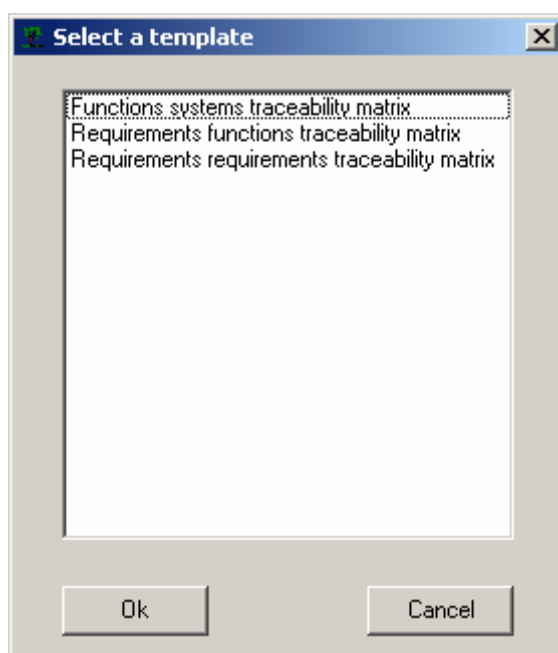 Select a template
Functions systems traceability matrix
Requirements functions traceability matrix
Requirements requirements traceability matrix
Ok
Cancel